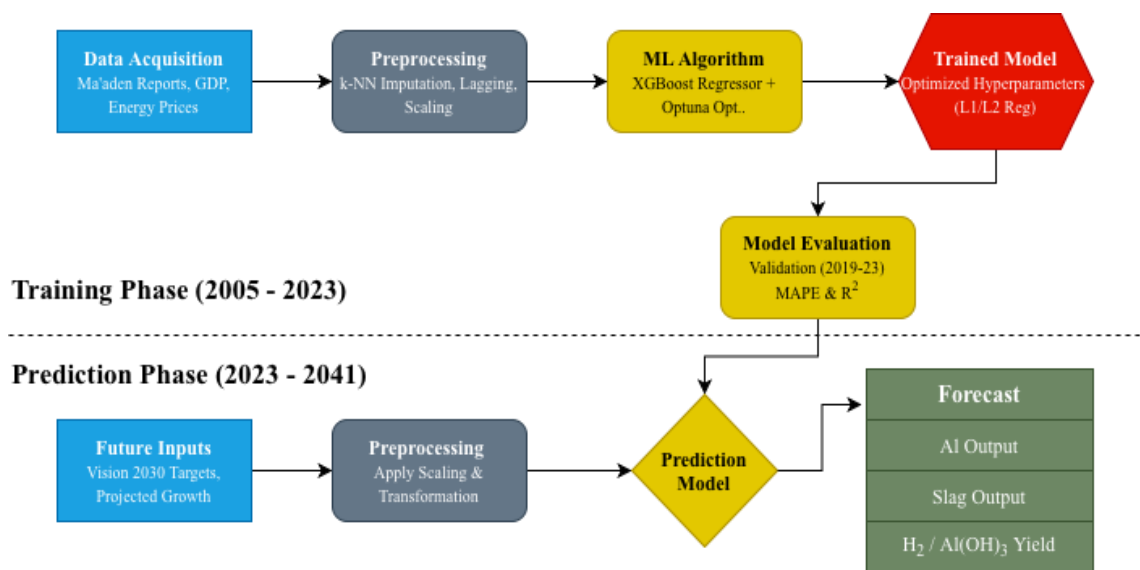 Data Acquisition
Ma'aden Reports, GDP,
Energy Prices
Preprocessing
k-NN Imputation, Lagging,
Scaling
ML Algorithm
XGBoost Regressor +
Optuna Opt..
Trained Model
Optimized Hyperparameters
(L1/L2 Reg)
Model Evaluation
Validation (2019-23)
MAPE & R²
Training Phase (2005 - 2023)
Prediction Phase (2023 - 2041)
Future Inputs
Vision 2030 Targets,
Projected Growth
Preprocessing
Apply Scaling &
Transformation
Prediction
Model
Forecast
Al Output
Slag Output
H₂ / Al(OH)₃ Yield